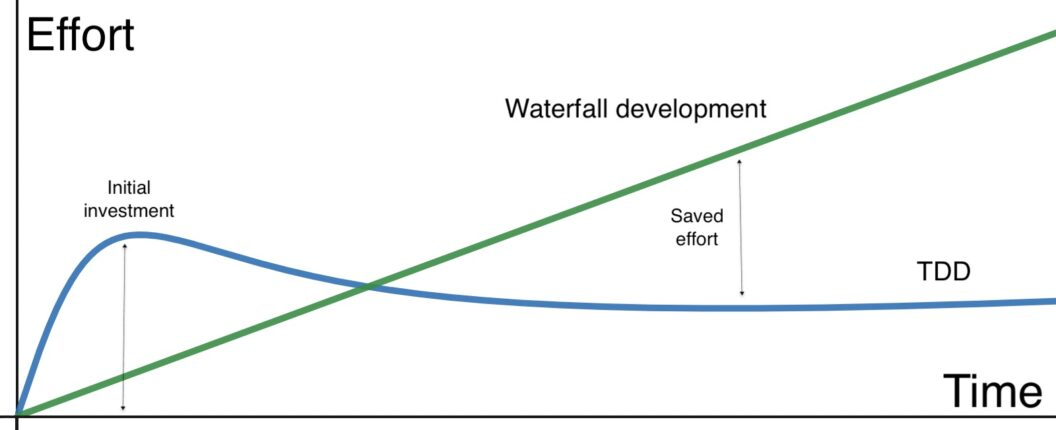 Effort
Waterfall development
Initial
investment
Saved
effort
TDD
Time